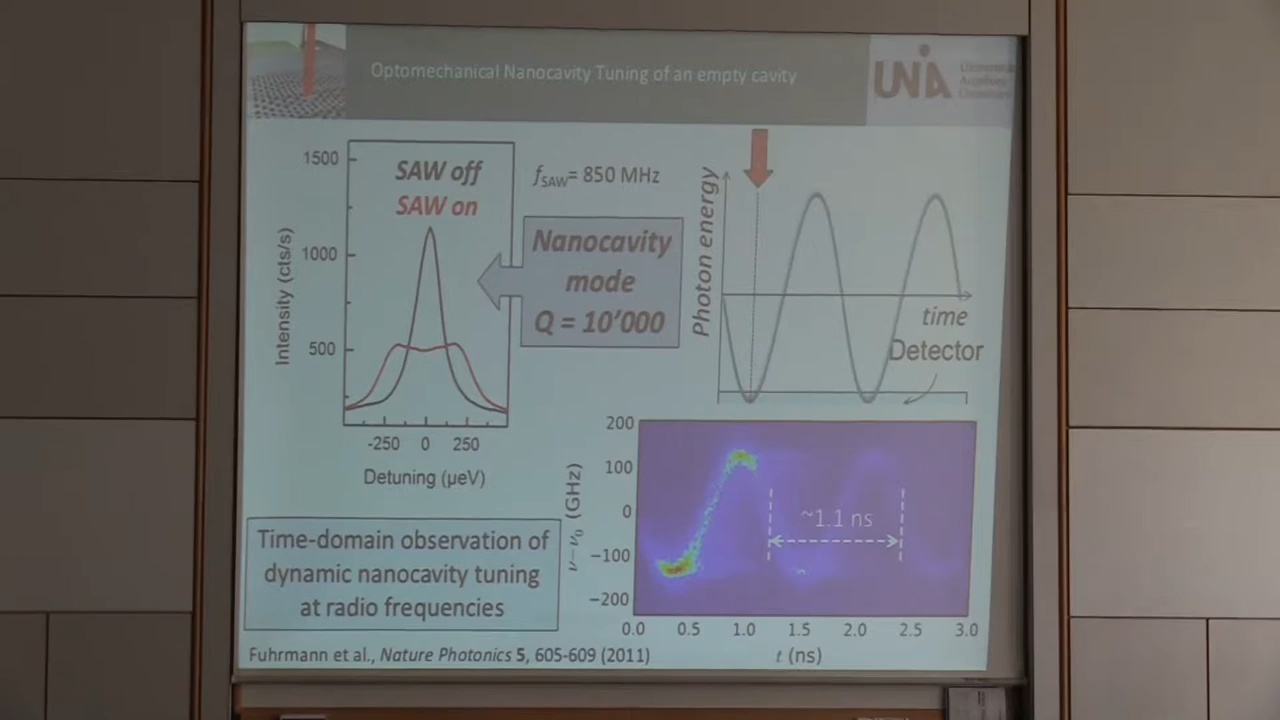 Optomechanical Nanocavity Tuning of an empty cavity
UNIA
1500
1000
500
Intensity (cts/s)
SAW off
SAW on
-250 0 250
Detuning (µeV)
fSAW= 850 MHz
Nanocavity
mode
Q = 10'000
Photon energy
time
Detector
200
100
0
−100
−200
ν−ν0 (GHz)
~1.1 ns
0.0 0.5 1.0 1.5 2.0 2.5 3.0
t (ns)
Time-domain observation of
dynamic nanocavity tuning
at radio frequencies
Fuhrmann et al., Nature Photonics 5, 605-609 (2011)